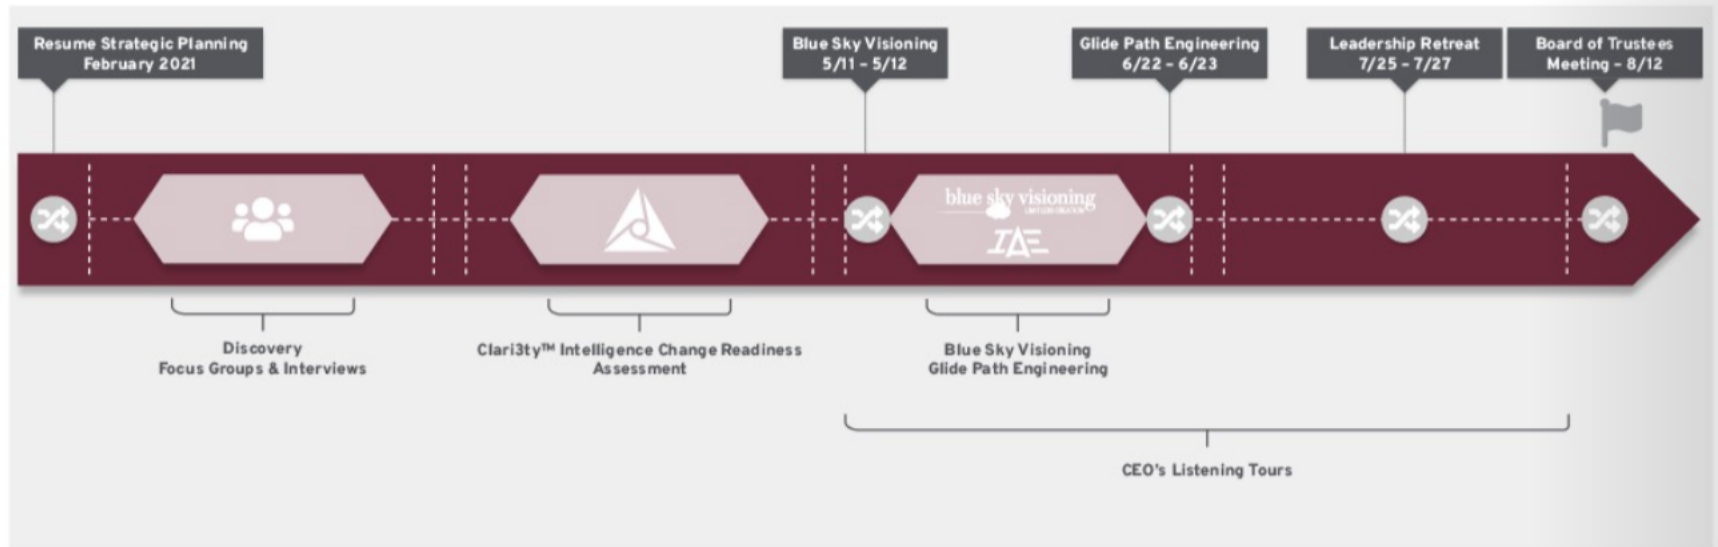 Resume Strategic Planning
February 2021
Blue Sky Visioning
5/11 – 5/12
Glide Path Engineering
6/22 – 6/23
Leadership Retreat
7/25 – 7/27
Board of Trustees
Meeting – 8/12
blue sky visioning
IAE
Discovery
Focus Groups & Interviews
Clari3ty™ Intelligence Change Readiness
Assessment
Blue Sky Visioning
Glide Path Engineering
CEO's Listening Tours